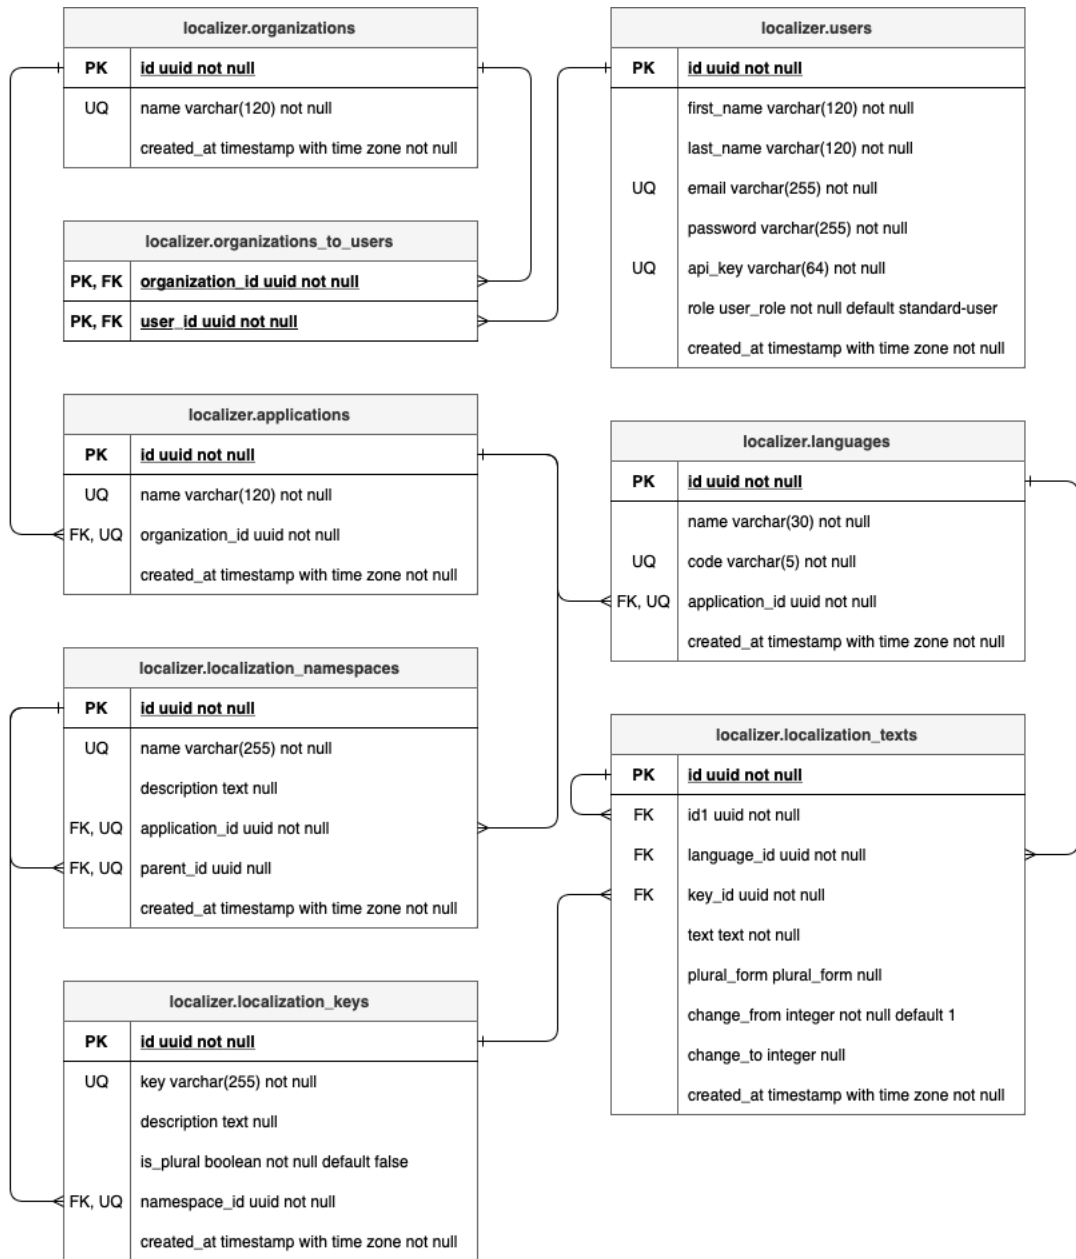 localizer.organizations
PK id uuid not null
UQ name varchar(120) not null
created_at timestamp with time zone not null
localizer.organizations_to_users
PK, FK organization_id uuid not null
PK, FK user_id uuid not null
localizer.applications
PK id uuid not null
UQ name varchar(120) not null
FK, UQ organization_id uuid not null
created_at timestamp with time zone not null
localizer.localization_namespaces
PK id uuid not null
UQ name varchar(255) not null
description text null
FK, UQ application_id uuid not null
FK, UQ parent_id uuid null
created_at timestamp with time zone not null
localizer.localization_keys
PK id uuid not null
UQ key varchar(255) not null
description text null
is_plural boolean not null default false
FK, UQ namespace_id uuid not null
created_at timestamp with time zone not null
localizer.users
PK id uuid not null
first_name varchar(120) not null
last_name varchar(120) not null
UQ email varchar(255) not null
password varchar(255) not null
UQ api_key varchar(64) not null
role user_role not null default standard-user
created_at timestamp with time zone not null
localizer.languages
PK id uuid not null
name varchar(30) not null
UQ code varchar(5) not null
FK, UQ application_id uuid not null
created_at timestamp with time zone not null
localizer.localization_texts
PK id uuid not null
FK id1 uuid not null
FK language_id uuid not null
FK key_id uuid not null
text text not null
plural_form plural_form null
change_from integer not null default 1
change_to integer null
created_at timestamp with time zone not null